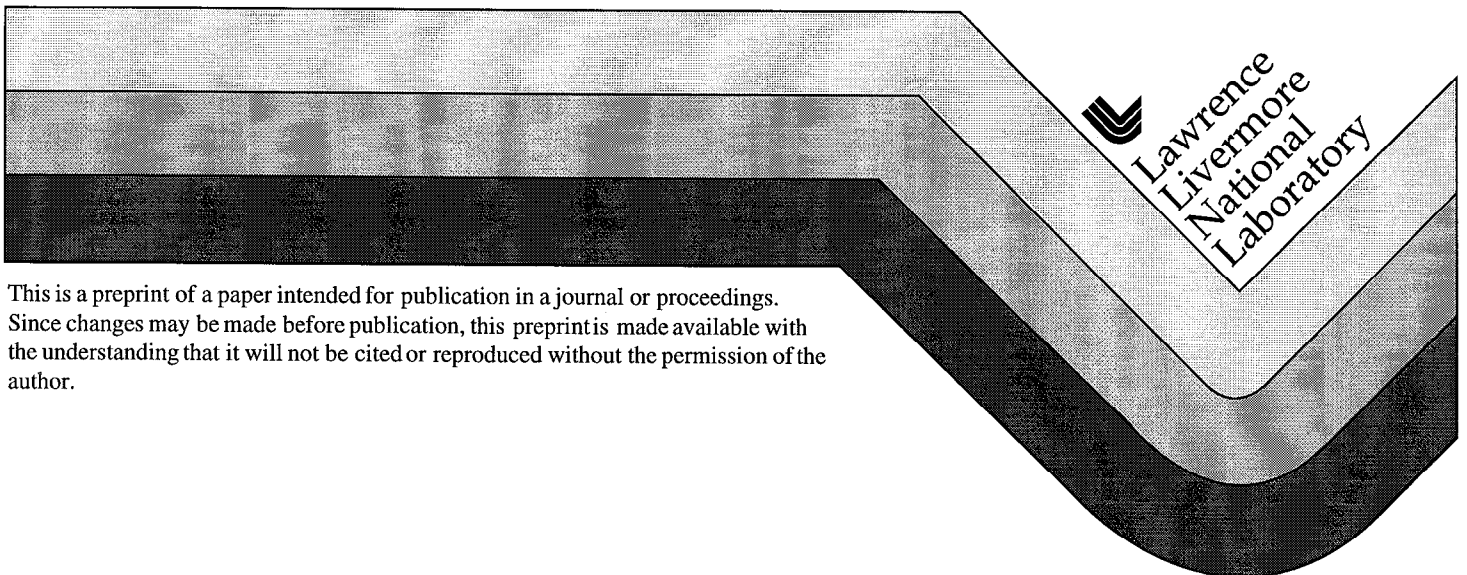 Lawrence
Livermore
National
Laboratory
This is a preprint of a paper intended for publication in a journal or proceedings.
Since changes may be made before publication, this preprint is made available with
the understanding that it will not be cited or reproduced without the permission of the
author.